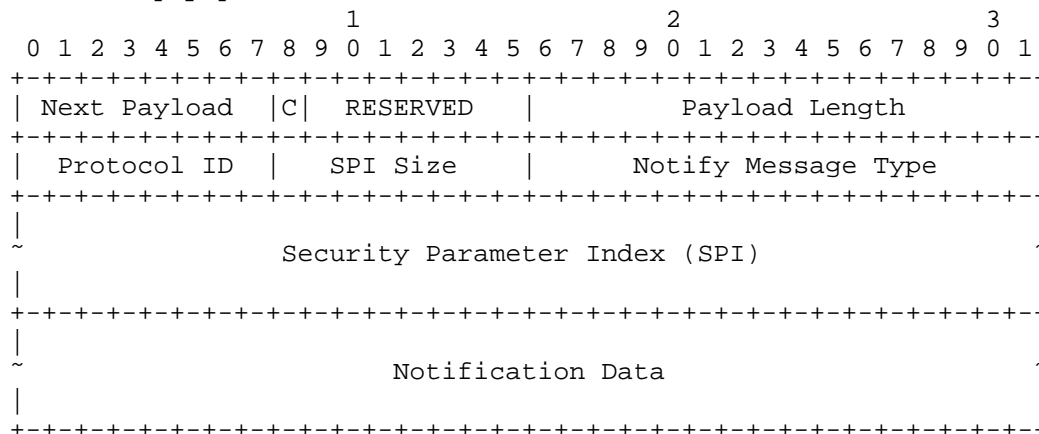 1                   2                   3
 0 1 2 3 4 5 6 7 8 9 0 1 2 3 4 5 6 7 8 9 0 1 2 3 4 5 6 7 8 9 0 1
+-+-+-+-+-+-+-+-+-+-+-+-+-+-+-+-+-+-+-+-+-+-+-+-+-+-+-+-+-+-+-+--
| Next Payload  |C|  RESERVED   |         Payload Length
+-+-+-+-+-+-+-+-+-+-+-+-+-+-+-+-+-+-+-+-+-+-+-+-+-+-+-+-+-+-+-+--
|  Protocol ID  |   SPI Size    |      Notify Message Type
+-+-+-+-+-+-+-+-+-+-+-+-+-+-+-+-+-+-+-+-+-+-+-+-+-+-+-+-+-+-+-+--
|
~                Security Parameter Index (SPI)                 ~
|
+-+-+-+-+-+-+-+-+-+-+-+-+-+-+-+-+-+-+-+-+-+-+-+-+-+-+-+-+-+-+-+--
|
~                       Notification Data                       ~
|
+-+-+-+-+-+-+-+-+-+-+-+-+-+-+-+-+-+-+-+-+-+-+-+-+-+-+-+-+-+-+-+--